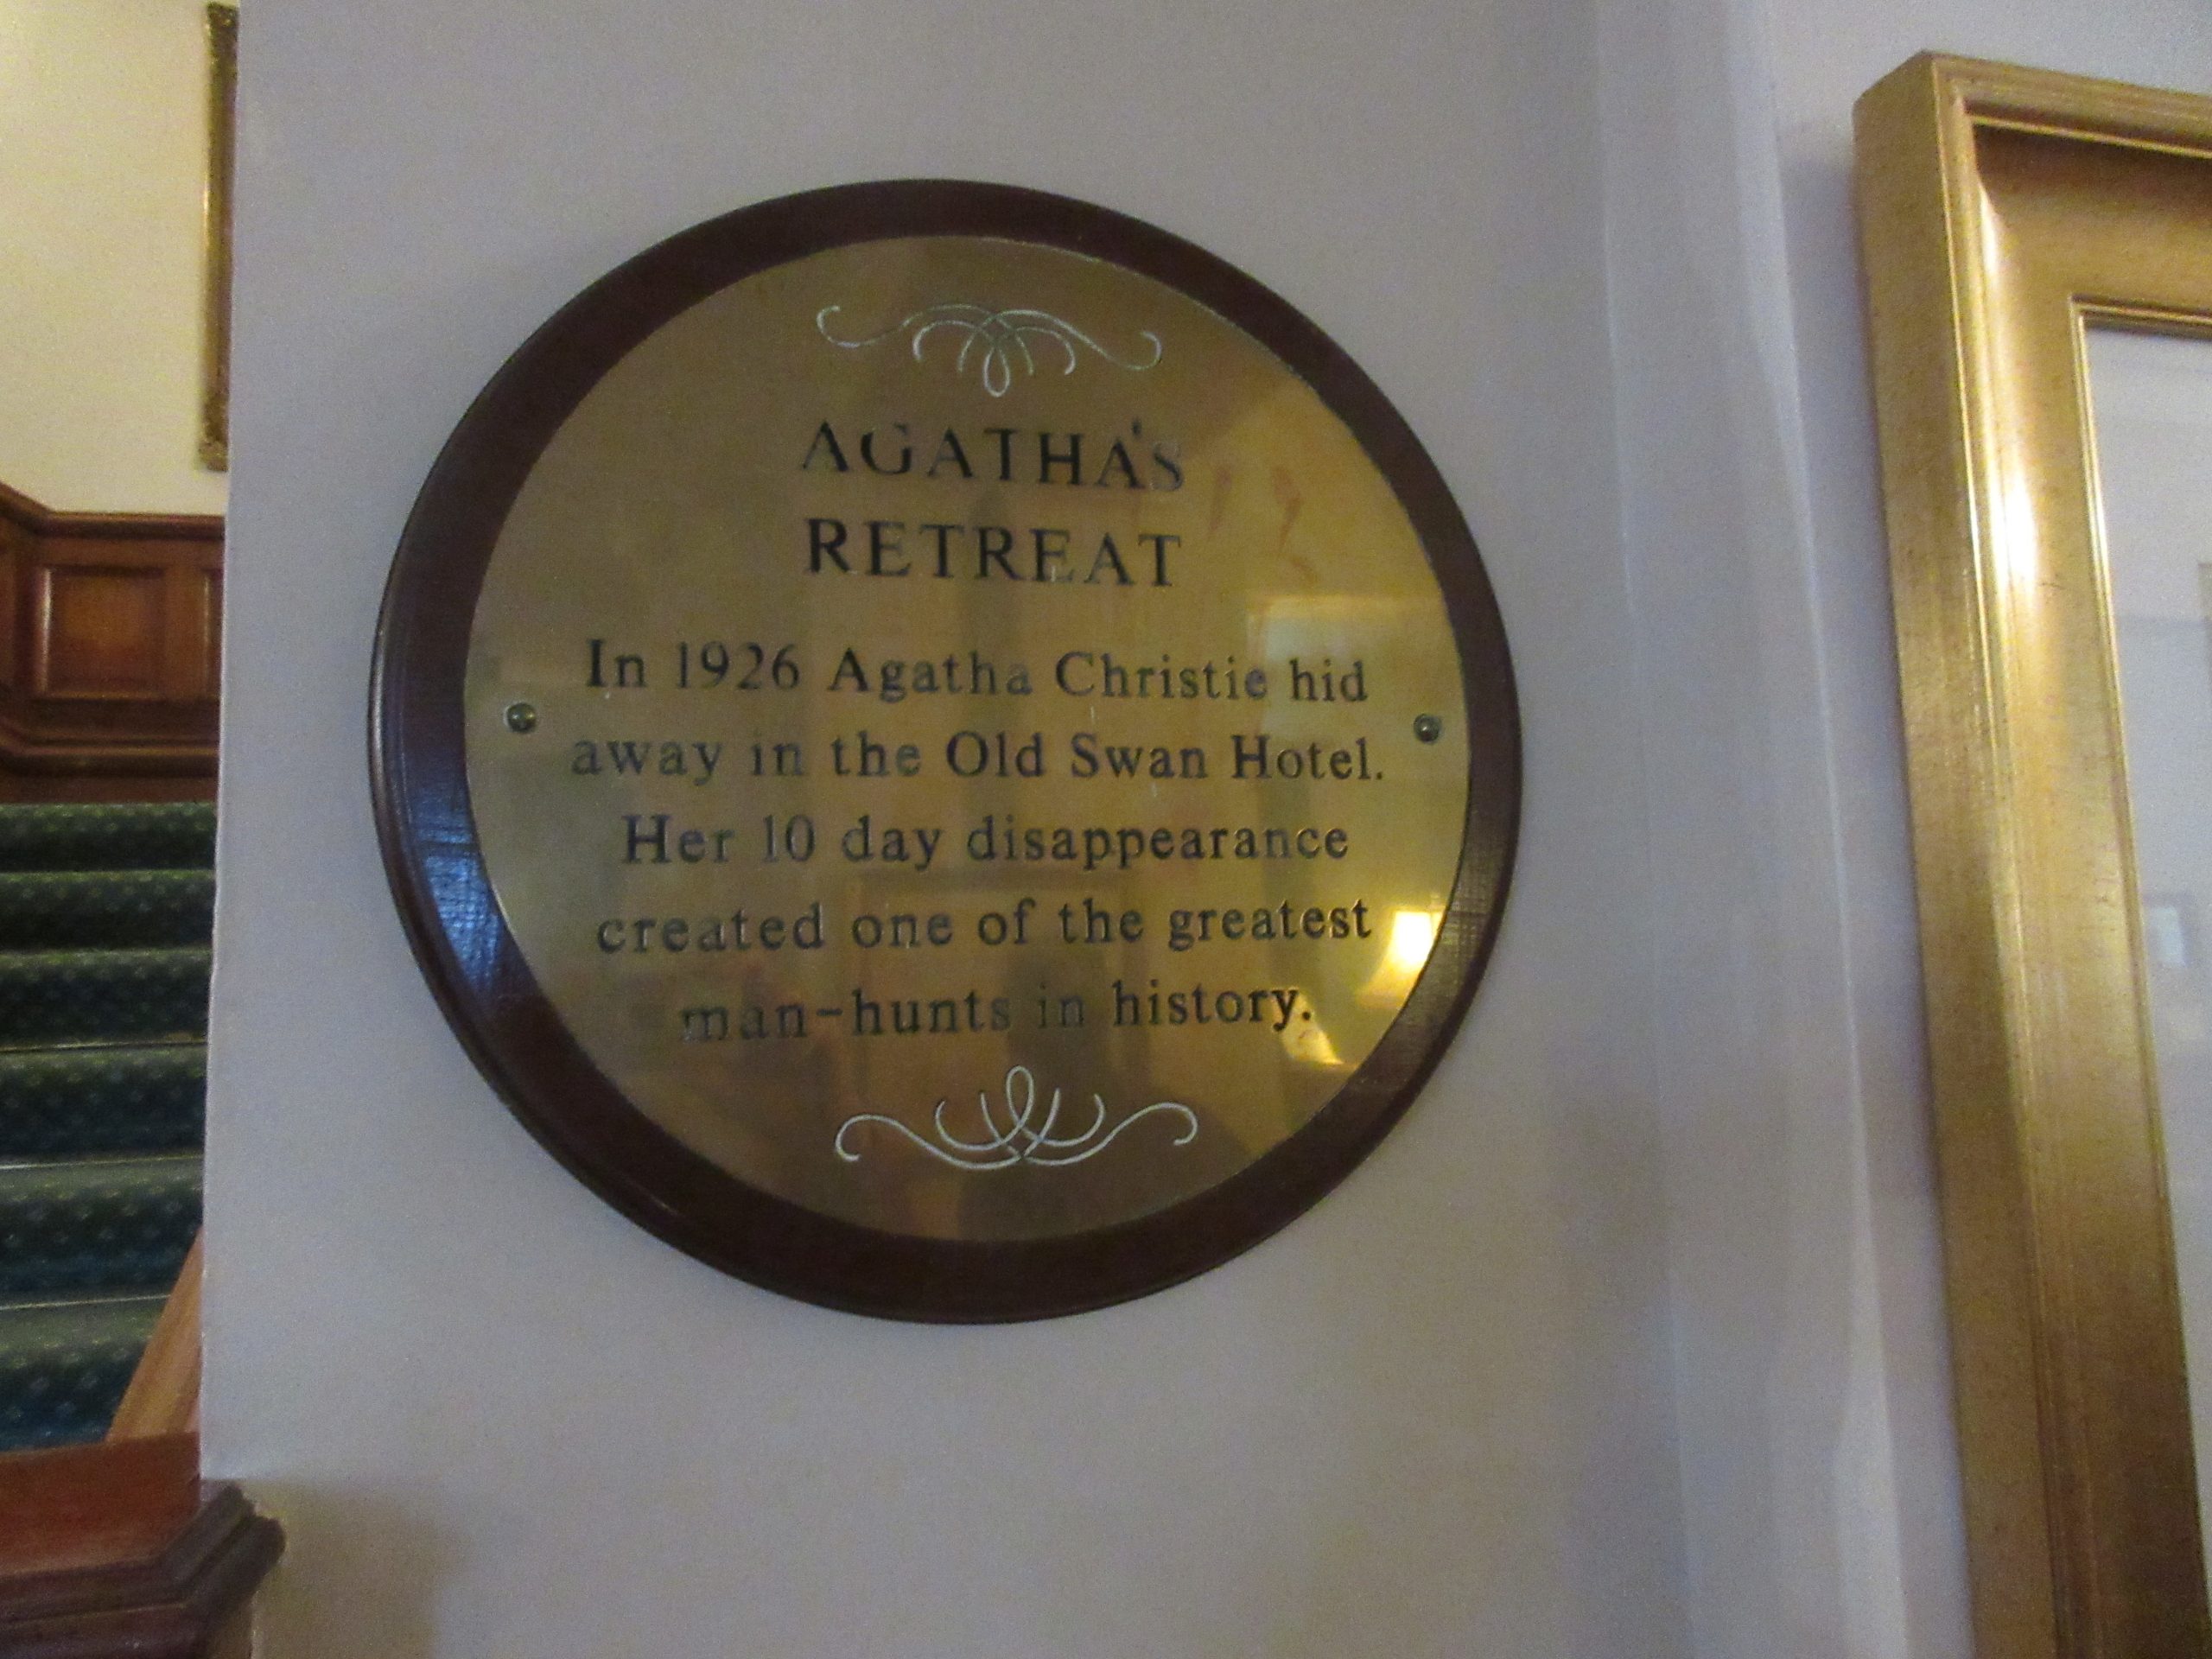 AGATHA'S
RETREAT
In 1926 Agatha Christie hid
away in the Old Swan Hotel.
Her 10 day disappearance
created one of the greatest
man-hunts in history.